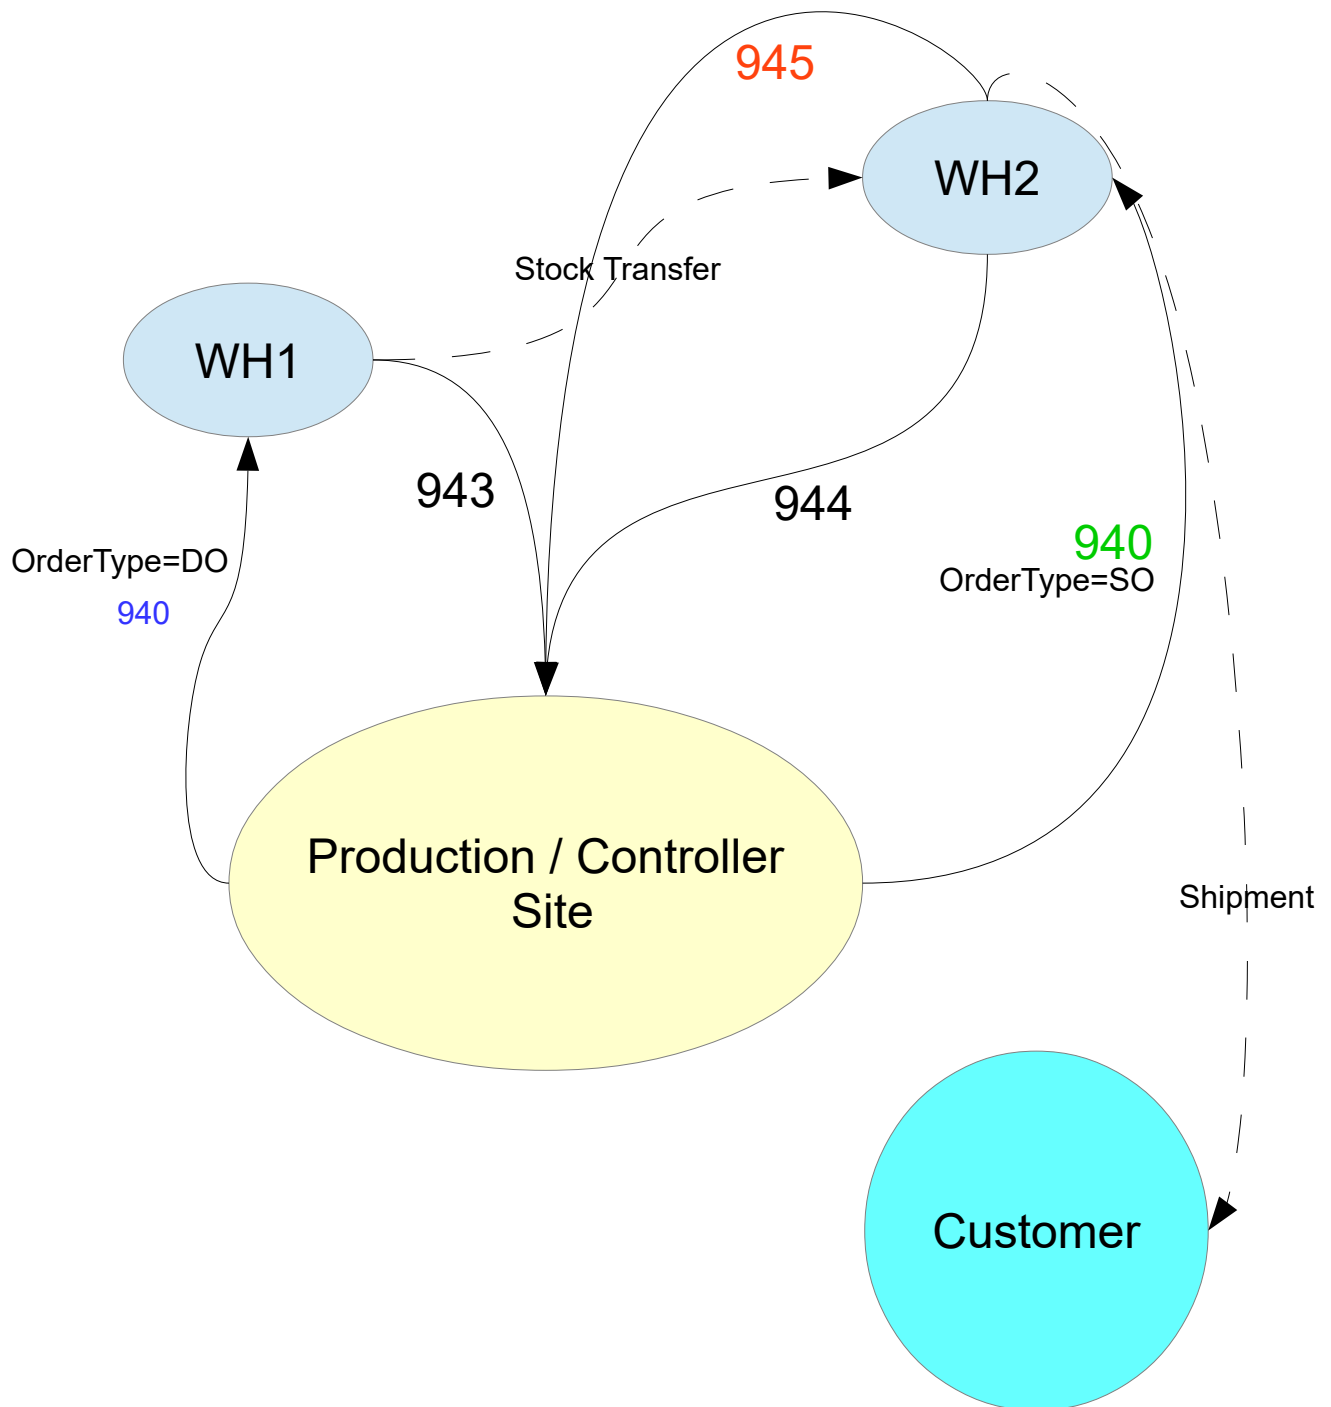 945
WH2
Stock Transfer
WH1
943
944
OrderType=DO
940
940
OrderType=SO
Production / Controller
Site
Shipment
Customer